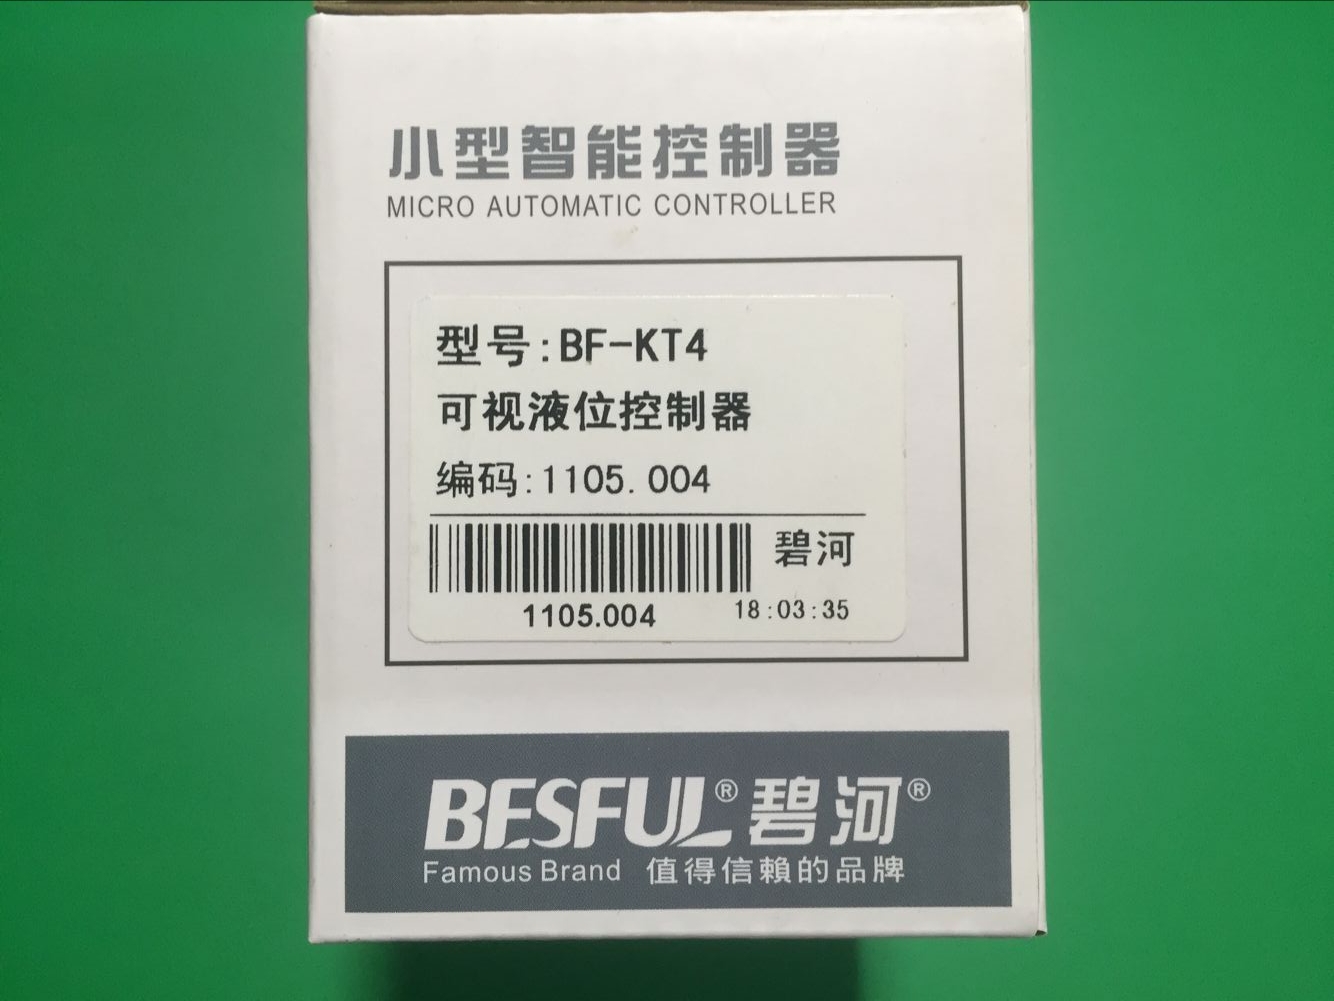 小型智能控制器
MICRO AUTOMATIC CONTROLLER
型号:BF-KT4
可视液位控制器
编码:1105.004
碧河
1105.004 18:03:35
BESFUL® 碧河®
Famous Brand 值得信賴的品牌